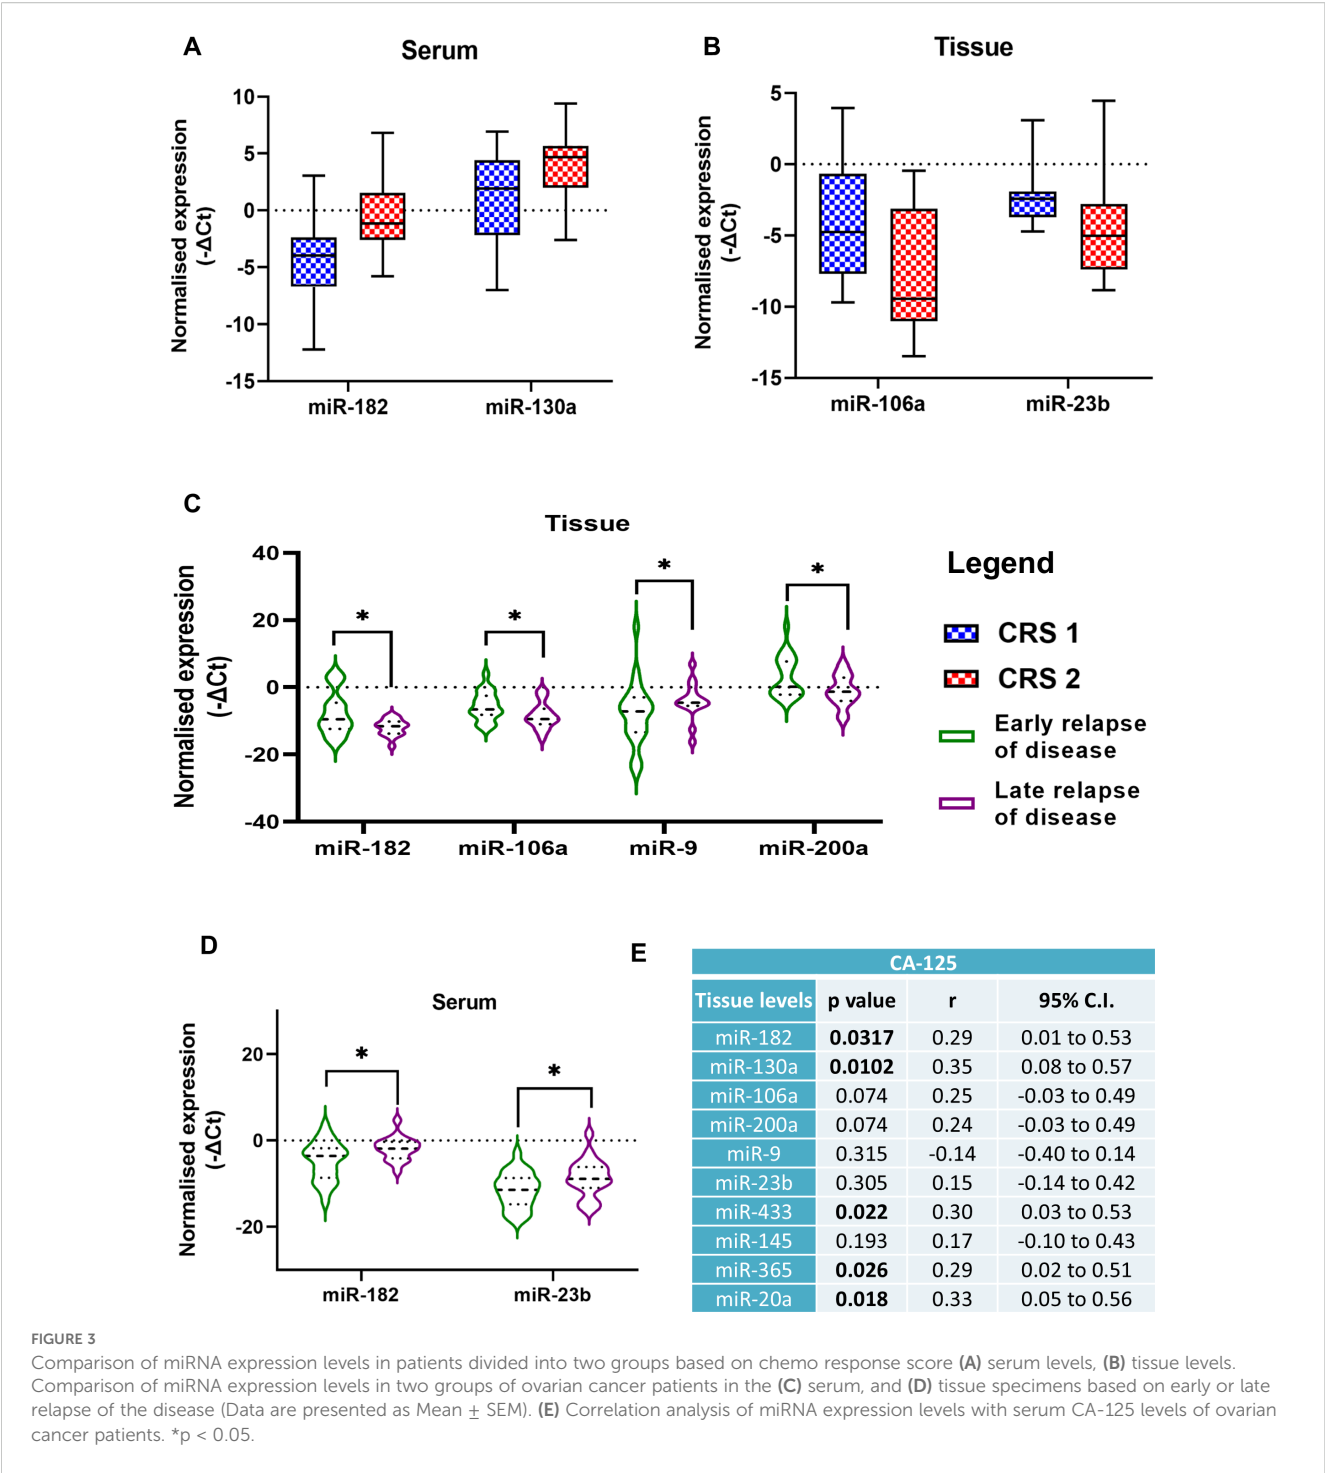 A
Serum
Normalised expression
(-ΔCt)
10
5
0
-5
-10
-15
miR-182
miR-130a
B
Tissue
Normalised expression
(-ΔCt)
5
0
-5
-10
-15
miR-106a
miR-23b
C
Tissue
Normalised expression
(-ΔCt)
40
20
0
-20
-40
*
*
*
*
miR-182
miR-106a
miR-9
miR-200a
Legend
CRS 1
CRS 2
Early relapse
of disease
Late relapse
of disease
D
Serum
Normalised expression
(-ΔCt)
20
0
-20
*
*
miR-182
miR-23b
E
CA-125
Tissue levels p value r 95% C.I.
miR-182 0.0317 0.29 0.01 to 0.53
miR-130a 0.0102 0.35 0.08 to 0.57
miR-106a 0.074 0.25 -0.03 to 0.49
miR-200a 0.074 0.24 -0.03 to 0.49
miR-9 0.315 -0.14 -0.40 to 0.14
miR-23b 0.305 0.15 -0.14 to 0.42
miR-433 0.022 0.30 0.03 to 0.53
miR-145 0.193 0.17 -0.10 to 0.43
miR-365 0.026 0.29 0.02 to 0.51
miR-20a 0.018 0.33 0.05 to 0.56
FIGURE 3
Comparison of miRNA expression levels in patients divided into two groups based on chemo response score (A) serum levels, (B) tissue levels.
Comparison of miRNA expression levels in two groups of ovarian cancer patients in the (C) serum, and (D) tissue specimens based on early or late
relapse of the disease (Data are presented as Mean ± SEM). (E) Correlation analysis of miRNA expression levels with serum CA-125 levels of ovarian
cancer patients. *p < 0.05.